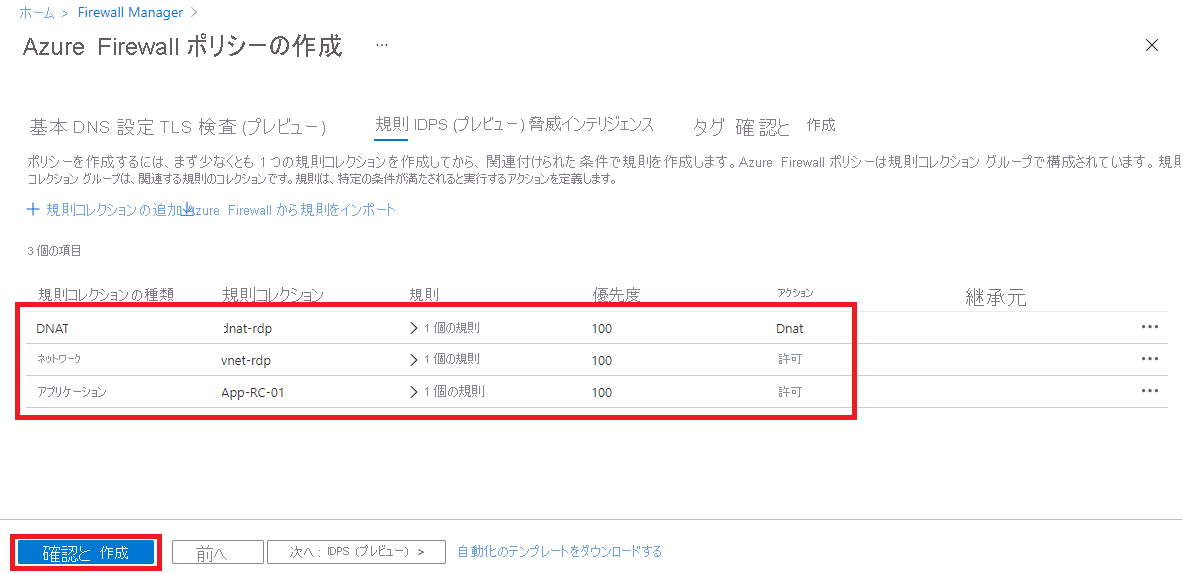 ホーム > Firewall Manager >
Azure Firewall ポリシーの作成 ...
基本 DNS 設定 TLS 検査 (プレビュー) 規則 IDPS (プレビュー) 脅威インテリジェンス タグ 確認と 作成
ポリシーを作成するには、まず少なくとも 1 つの規則コレクションを作成してから、関連付けられた 条件で規則を作成します。Azure Firewall ポリシーは規則コレクション グループで構成されています。規則
コレクション グループは、関連する規則のコレクションです。規則は、特定の条件が満たされると実行するアクションを定義します。
+ 規則コレクションの追加 Azure Firewall から規則をインポート
3 個の項目
規則コレクションの種類 規則コレクション 規則 優先度 アクション 継承元
DNAT dnat-rdp > 1 個の規則 100 Dnat ...
ネットワーク vnet-rdp > 1 個の規則 100 許可 ...
アプリケーション App-RC-01 > 1 個の規則 100 許可 ...
確認と 作成 前へ 次へ : IDPS (プレビュー) > 自動化のテンプレートをダウンロードする